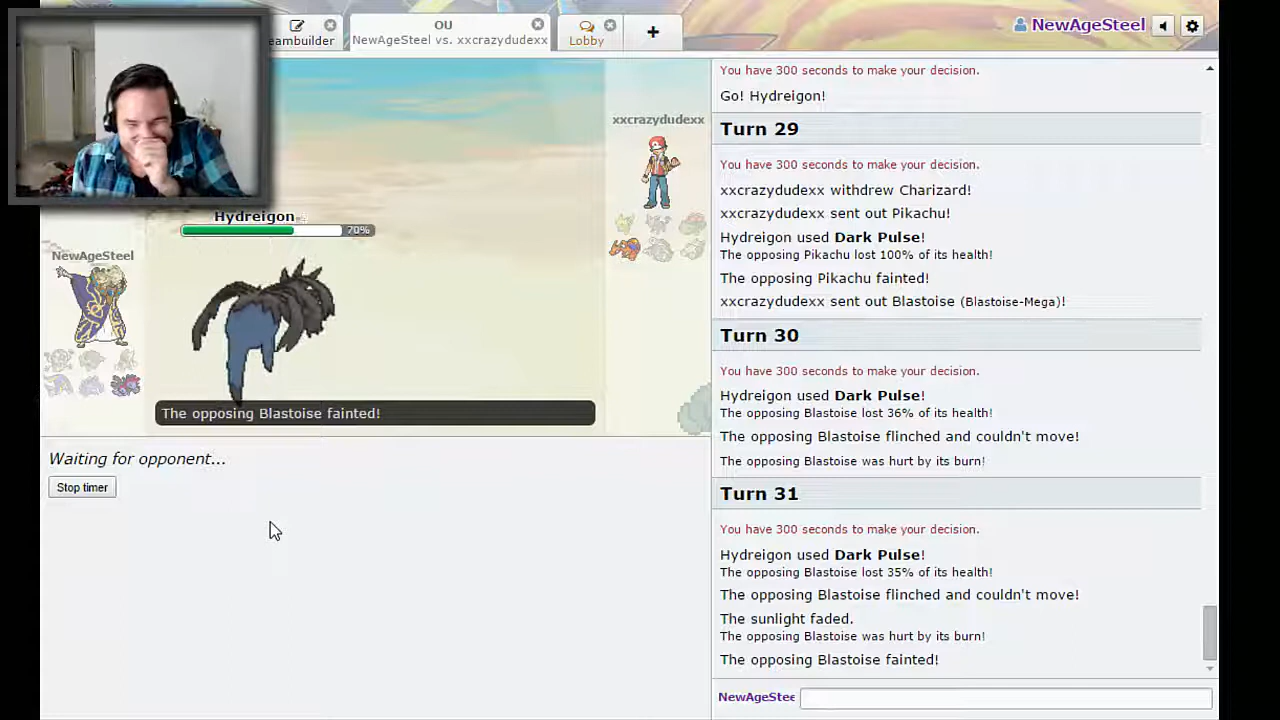 eambuilder
OU
NewAgeSteel vs. xxcrazydudexx
Lobby
+
NewAgeSteel
xxcrazydudexx
Hydreigon
70%
NewAgeSteel
The opposing Blastoise fainted!
Waiting for opponent...
Stop timer
You have 300 seconds to make your decision.
Go! Hydreigon!
Turn 29
You have 300 seconds to make your decision.
xxcrazydudexx withdrew Charizard!
xxcrazydudexx sent out Pikachu!
Hydreigon used Dark Pulse!
The opposing Pikachu lost 100% of its health!
The opposing Pikachu fainted!
xxcrazydudexx sent out Blastoise (Blastoise-Mega)!
Turn 30
You have 300 seconds to make your decision.
Hydreigon used Dark Pulse!
The opposing Blastoise lost 36% of its health!
The opposing Blastoise flinched and couldn't move!
The opposing Blastoise was hurt by its burn!
Turn 31
You have 300 seconds to make your decision.
Hydreigon used Dark Pulse!
The opposing Blastoise lost 35% of its health!
The opposing Blastoise flinched and couldn't move!
The sunlight faded.
The opposing Blastoise was hurt by its burn!
The opposing Blastoise fainted!
NewAgeStee